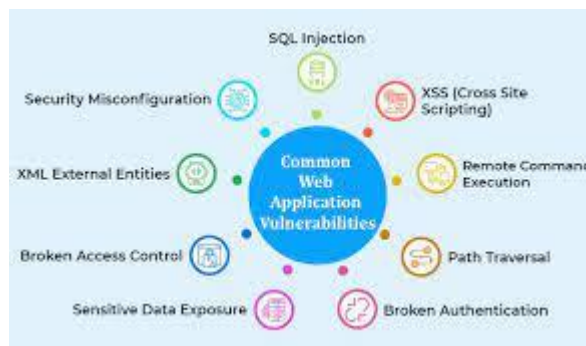 SQL Injection
XSS (Cross Site
Scripting)
Remote Command
Execution
Path Traversal
Broken Authentication
Sensitive Data Exposure
Broken Access Control
XML External Entities
Security Misconfiguration
Common
Web
Application
Vulnerabilities